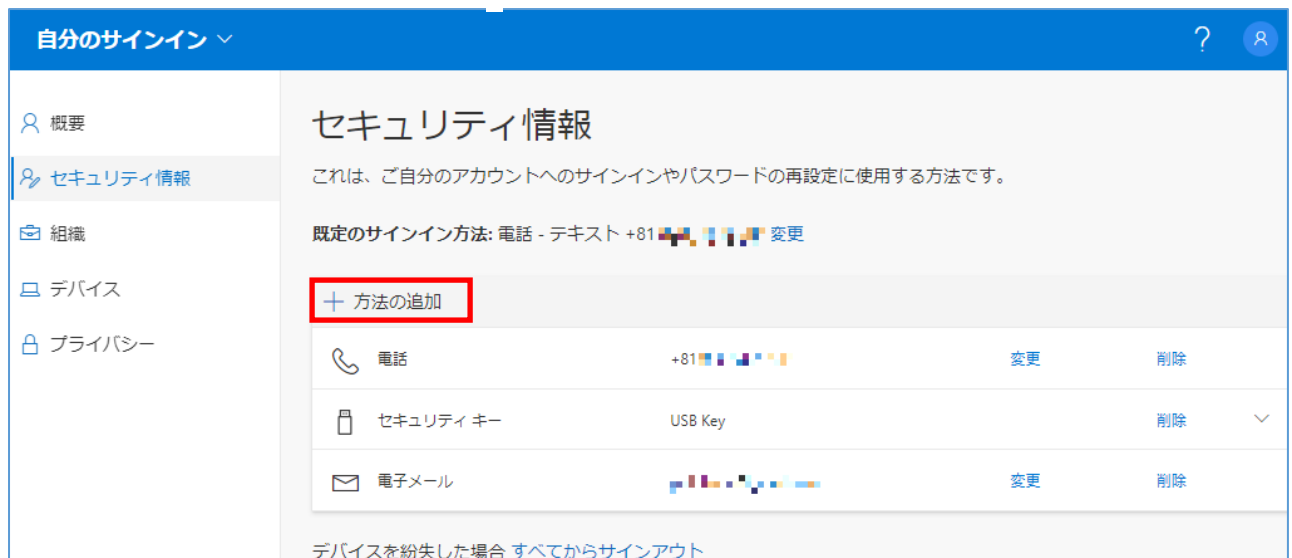 自分のサインイン
?
概要
セキュリティ情報
組織
デバイス
プライバシー
セキュリティ情報
これは、ご自分のアカウントへのサインインやパスワードの再設定に使用する方法です。
既定のサインイン方法: 電話 - テキスト +81 変更
+ 方法の追加
電話 +81 変更 削除
セキュリティ キー USB Key 削除
電子メール 変更 削除
デバイスを紛失した場合 すべてからサインアウト